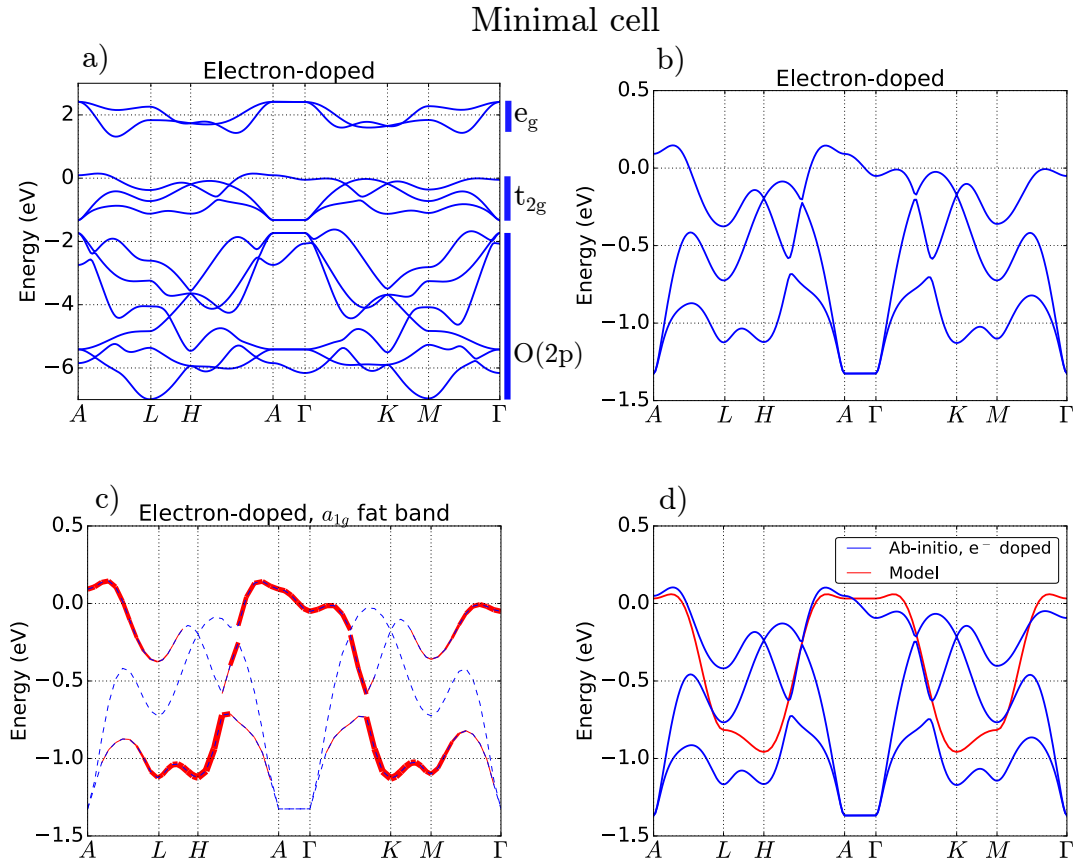 Minimal cell
a)
Electron-doped
Energy (eV)
2
0
−2
−4
−6
A L H A Γ K M Γ
e_g
t_2g
O(2p)
b)
Electron-doped
Energy (eV)
0.5
0.0
−0.5
−1.0
−1.5
A L H A Γ K M Γ
c)
Electron-doped, a_1g fat band
Energy (eV)
0.5
0.0
−0.5
−1.0
−1.5
A L H A Γ K M Γ
d)
Energy (eV)
0.5
0.0
−0.5
−1.0
−1.5
A L H A Γ K M Γ
Ab-initio, e⁻ doped
Model